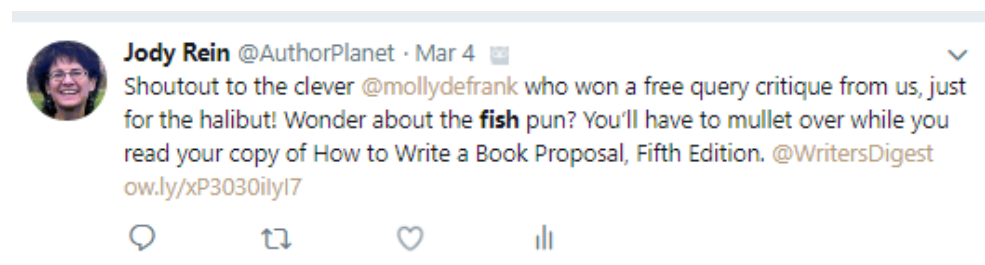 Jody Rein @AuthorPlanet · Mar 4
Shoutout to the clever @mollydefrank who won a free query critique from us, just
for the halibut! Wonder about the fish pun? You'll have to mullet over while you
read your copy of How to Write a Book Proposal, Fifth Edition. @WritersDigest
ow.ly/xP3030iIyI7